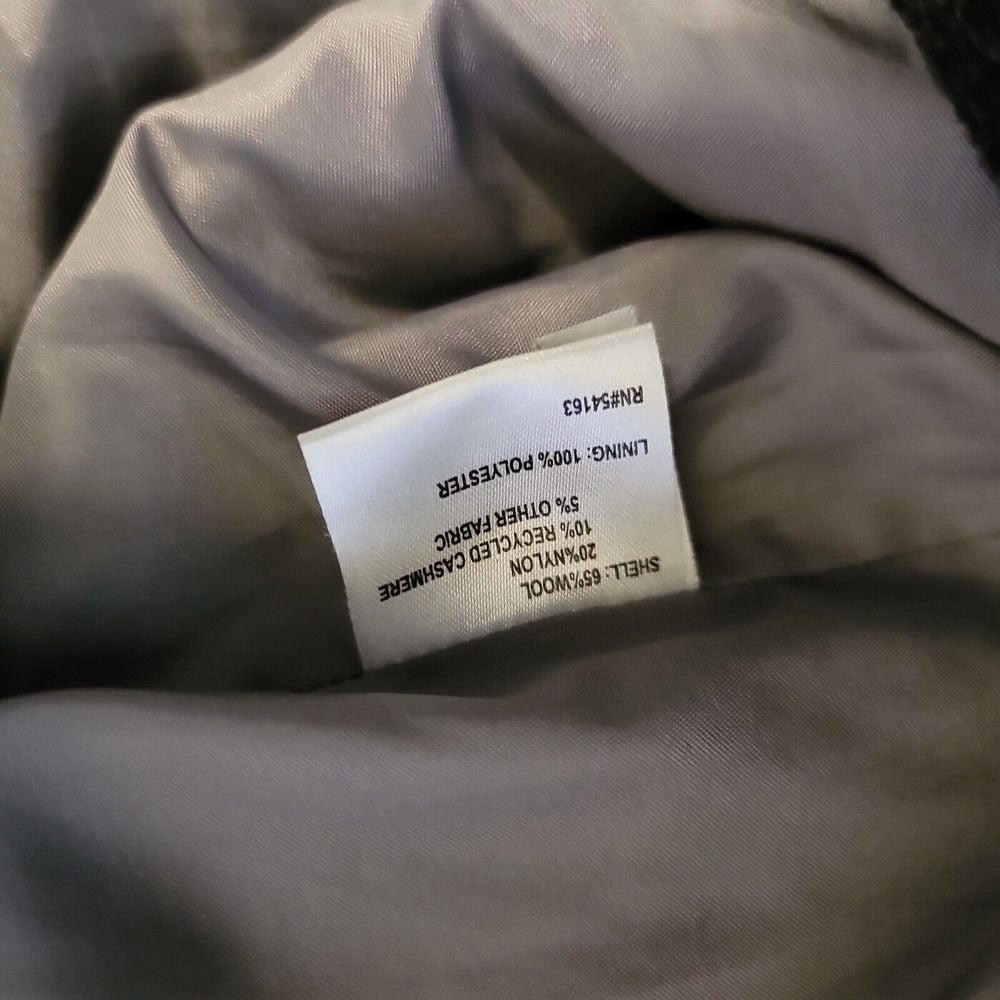 SHELL: 65%WOOL
20%NYLON
10% RECYCLED CASHMERE
5% OTHER FABRIC
LINING: 100% POLYESTER
RN#54163